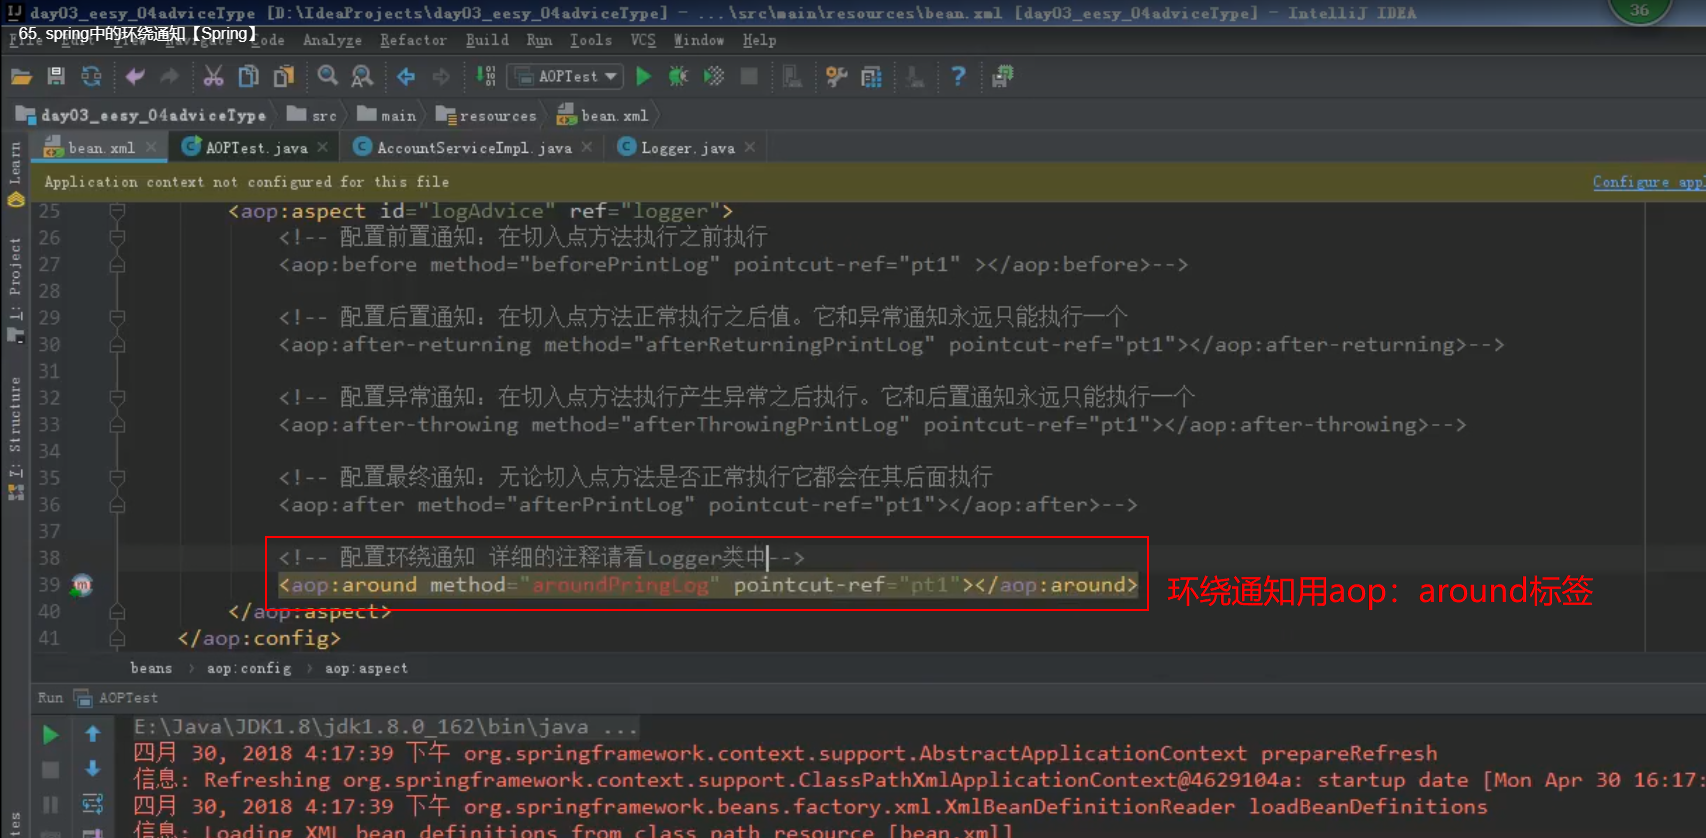 day03_eesy_04adviceType [D:\IdeaProjects\day03_eesy_04adviceType] - ...\src\main\resources\bean.xml [day03_eesy_04adviceType] - IntelliJ IDEA
36
65. spring中的环绕通知【Spring】
Code Analyze Refactor Build Run Tools VCS Window Help
AOPTest
day03_eesy_04adviceType src main resources bean.xml
bean.xml AOPTest.java AccountServiceImpl.java Logger.java
Learn
1: Project
7: Structure
Application context not configured for this file
Configure appl
25 <aop:aspect id="logAdvice" ref="logger">
26 <!-- 配置前置通知：在切入点方法执行之前执行
27 <aop:before method="beforePrintLog" pointcut-ref="pt1" ></aop:before>-->
28
29 <!-- 配置后置通知：在切入点方法正常执行之后值。它和异常通知永远只能执行一个
30 <aop:after-returning method="afterReturningPrintLog" pointcut-ref="pt1"></aop:after-returning>-->
31
32 <!-- 配置异常通知：在切入点方法执行产生异常之后执行。它和后置通知永远只能执行一个
33 <aop:after-throwing method="afterThrowingPrintLog" pointcut-ref="pt1"></aop:after-throwing>-->
34
35 <!-- 配置最终通知：无论切入点方法是否正常执行它都会在其后面执行
36 <aop:after method="afterPrintLog" pointcut-ref="pt1"></aop:after>-->
37
38 <!-- 配置环绕通知 详细的注释请看Logger类中-->
39 <aop:around method="aroundPringLog" pointcut-ref="pt1"></aop:around>
环绕通知用aop：around标签
40 </aop:aspect>
41 </aop:config>
beans › aop:config › aop:aspect
Run AOPTest
E:\Java\JDK1.8\jdk1.8.0_162\bin\java ...
四月 30, 2018 4:17:39 下午 org.springframework.context.support.AbstractApplicationContext prepareRefresh
信息: Refreshing org.springframework.context.support.ClassPathXmlApplicationContext@4629104a: startup date [Mon Apr 30 16:17:
四月 30, 2018 4:17:39 下午 org.springframework.beans.factory.xml.XmlBeanDefinitionReader loadBeanDefinitions
信息: Loading XML bean definitions from class path resource [bean.xml]